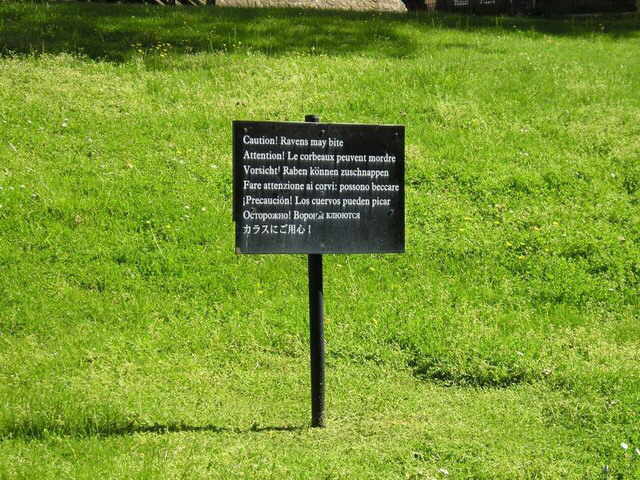 Caution! Ravens may bite
Attention! Le corbeaux peuvent mordre
Vorsicht! Raben können zuschnappen
Fare attenzione ai corvi: possono beccare
¡Precaución! Los cuervos pueden picar
Осторожно! Вороны клюются
カラスにご用心！